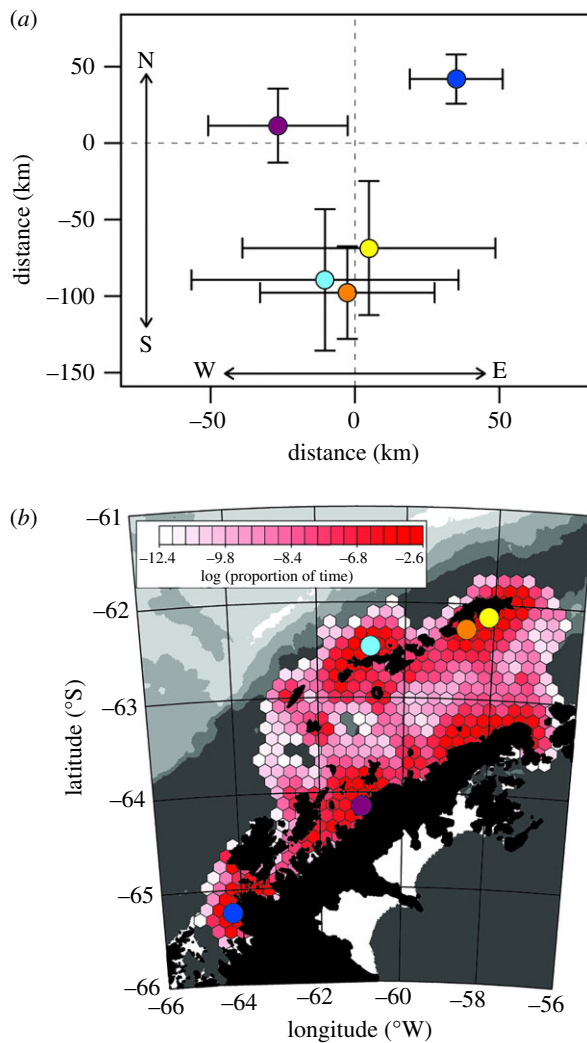 (a)
50
0
−50
−100
−150
distance (km)
N
S
W
E
−50
0
50
distance (km)
(b)
−61
−62
−63
−64
−65
−66
latitude (°S)
−12.4 −9.8 −8.4 −6.8 −2.6
log (proportion of time)
−66 −64 −62 −60 −58 −56
longitude (°W)